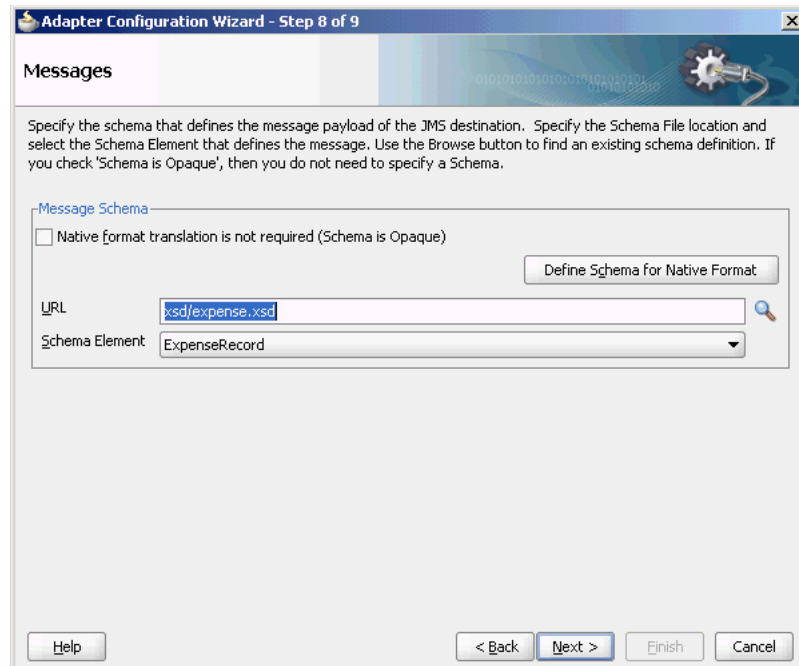 Adapter Configuration Wizard - Step 8 of 9
Messages
Specify the schema that defines the message payload of the JMS destination. Specify the Schema File location and
select the Schema Element that defines the message. Use the Browse button to find an existing schema definition. If
you check 'Schema is Opaque', then you do not need to specify a Schema.
Message Schema
Native format translation is not required (Schema is Opaque)
Define Schema for Native Format
URL xsd/expense.xsd
Schema Element ExpenseRecord
Help < Back Next > Finish Cancel